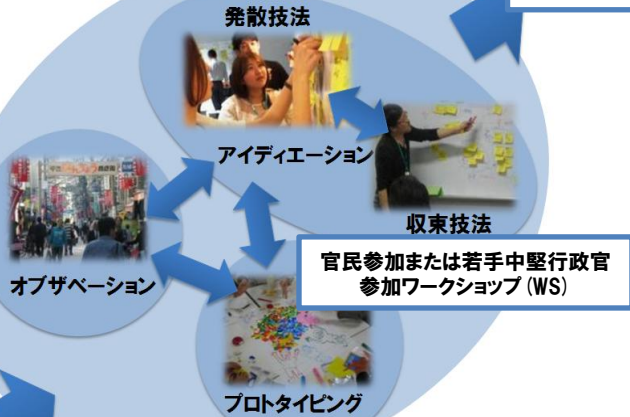 発散技法
アイディエーション
収束技法
オブザベーション
官民参加または若手中堅行政官
参加ワークショップ(WS)
プロトタイピング